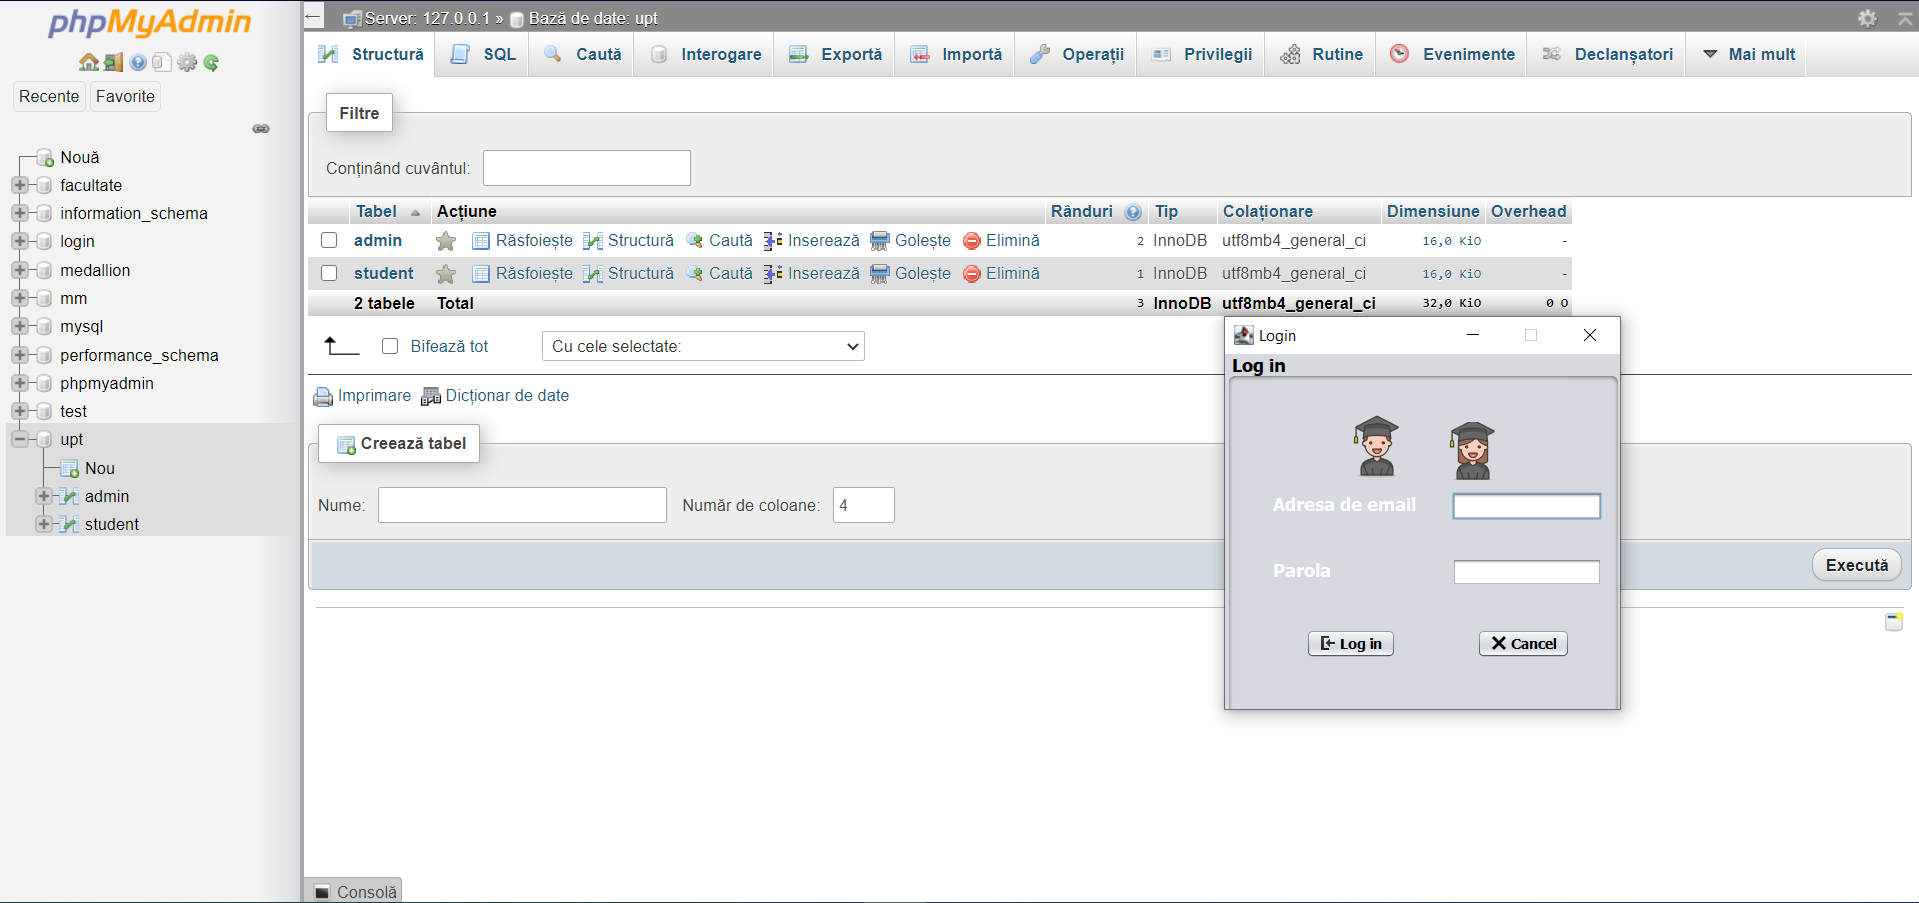 phpMyAdmin
Recente Favorite
Nouă
facultate
information_schema
login
medallion
mm
mysql
performance_schema
phpmyadmin
test
upt
Nou
admin
student
Server: 127.0.0.1 » Bază de date: upt
Structură SQL Caută Interogare Exportă Importă Operații Privilegii Rutine Evenimente Declanșatori Mai mult
Filtre
Conținând cuvântul:
Tabel Acțiune Rânduri Tip Colaționare Dimensiune Overhead
admin Răsfoiește Structură Caută Inserează Golește Elimină 2 InnoDB utf8mb4_general_ci 16,0 KiO -
student Răsfoiește Structură Caută Inserează Golește Elimină 1 InnoDB utf8mb4_general_ci 16,0 KiO -
2 tabele Total 3 InnoDB utf8mb4_general_ci 32,0 KiO 0 O
Bifează tot Cu cele selectate:
Imprimare Dicționar de date
Creează tabel
Nume: Număr de coloane: 4
Execută
Consolă
Login
Log in
Adresa de email
Parola
Log in Cancel